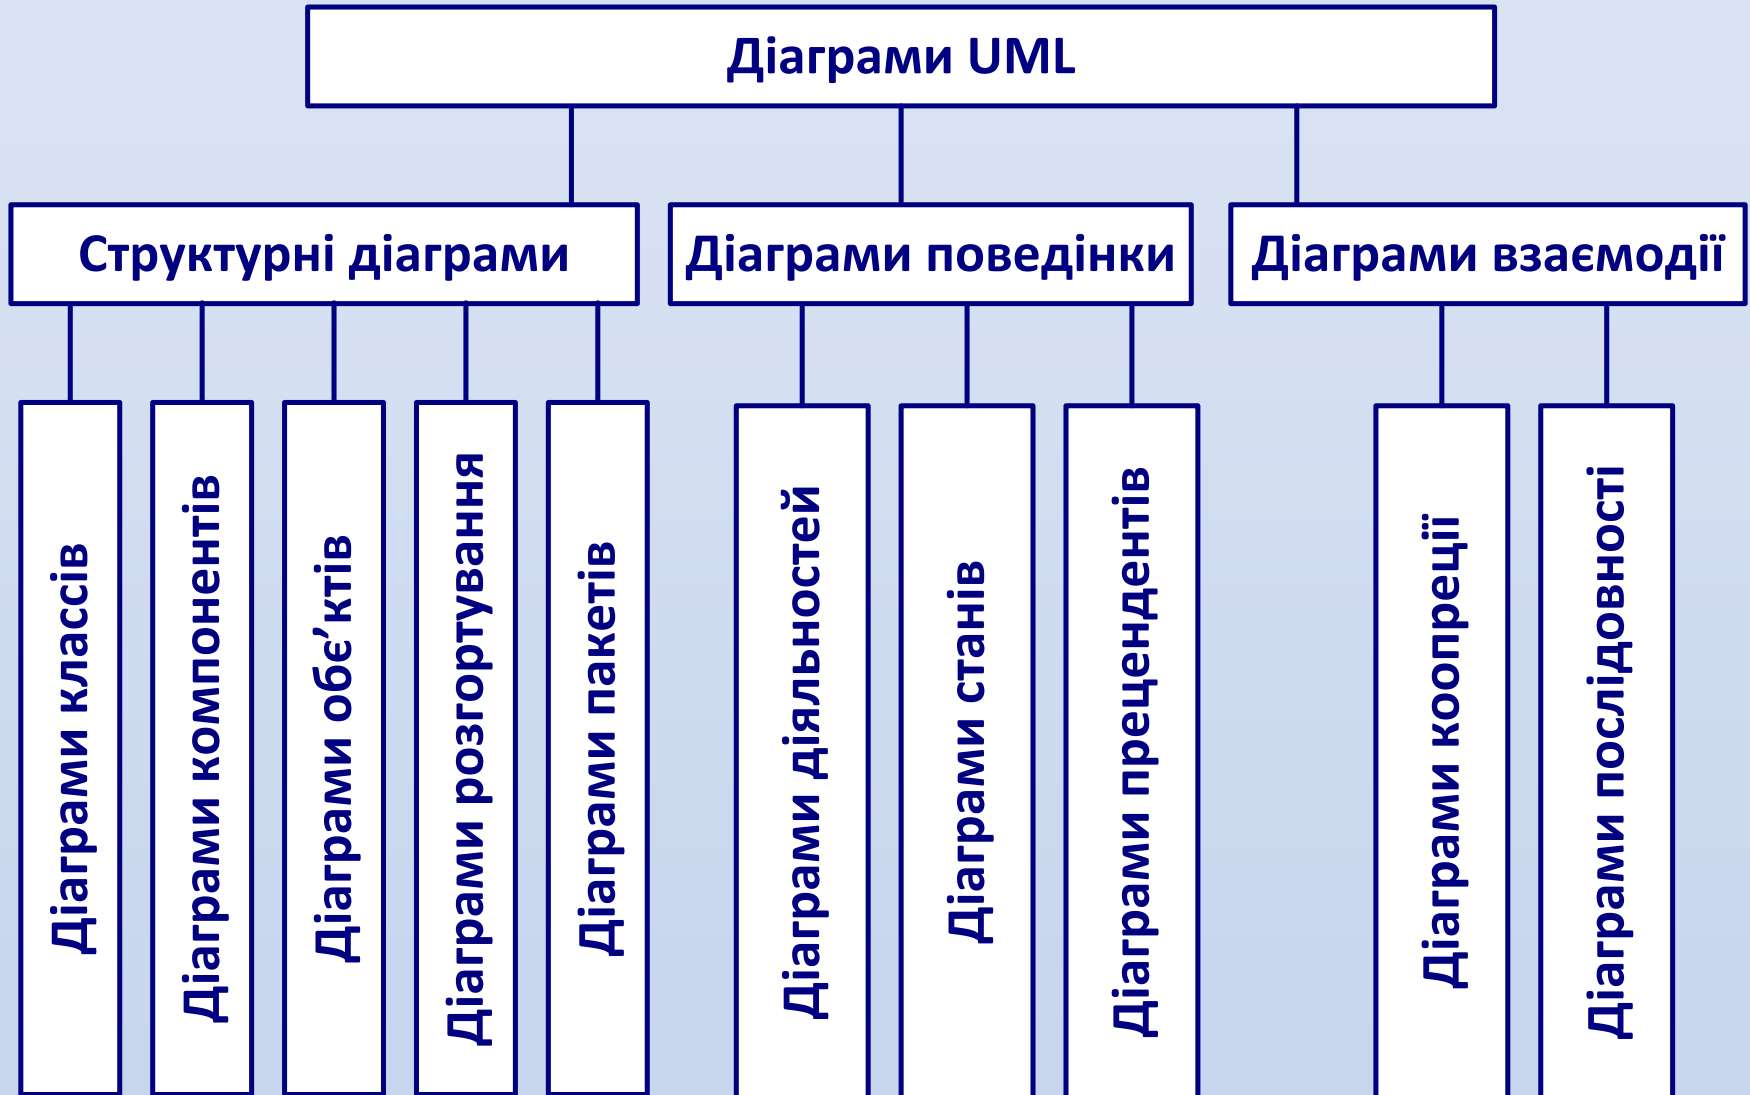 Діаграми UML
Структурні діаграми
Діаграми поведінки
Діаграми взаємодії
Діаграми классів
Діаграми компонентів
Діаграми обє’ктів
Діаграми розгортування
Діаграми пакетів
Діаграми діяльностей
Діаграми станів
Діаграми прецендентів
Діаграми коопреції
Діаграми послідовності